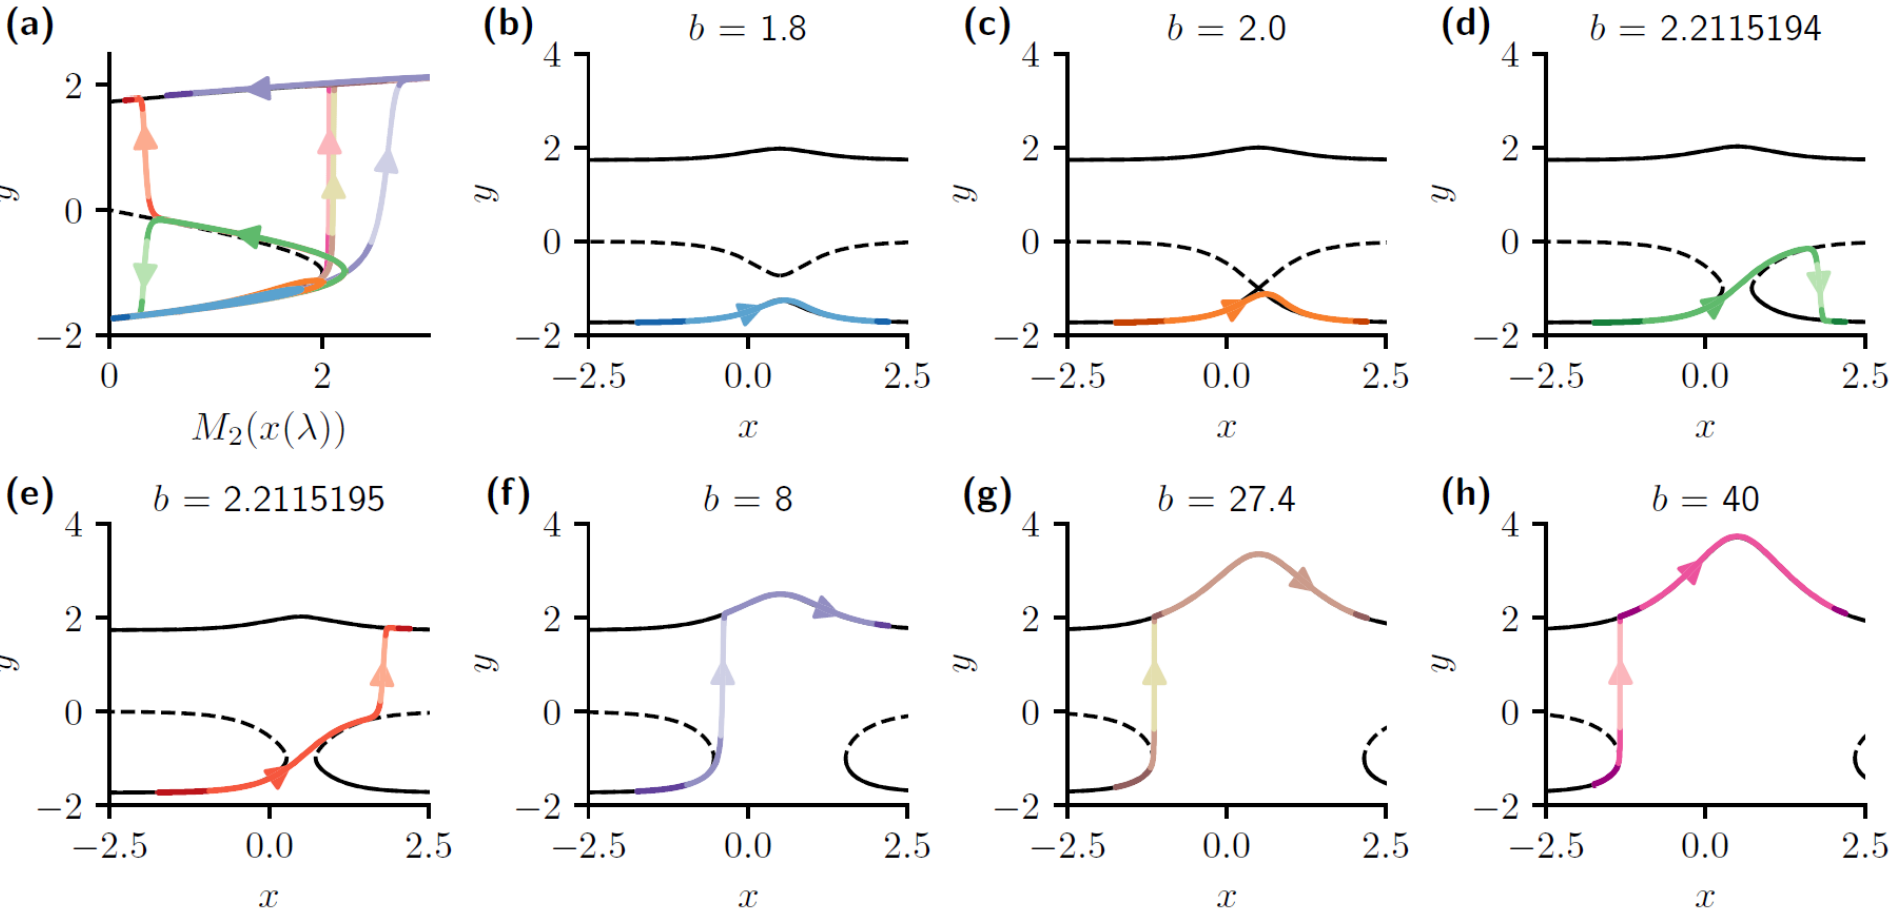 (a)
2
0
−2
y
0 2
M₂(x(λ))
(b) b = 1.8
4
2
0
−2
y
−2.5 0.0 2.5
x
(c) b = 2.0
4
2
0
−2
y
−2.5 0.0 2.5
x
(d) b = 2.2115194
4
2
0
−2
y
−2.5 0.0 2.5
x
(e) b = 2.2115195
4
2
0
−2
y
−2.5 0.0 2.5
x
(f) b = 8
4
2
0
−2
y
−2.5 0.0 2.5
x
(g) b = 27.4
4
2
0
−2
y
−2.5 0.0 2.5
x
(h) b = 40
4
2
0
−2
y
−2.5 0.0 2.5
x